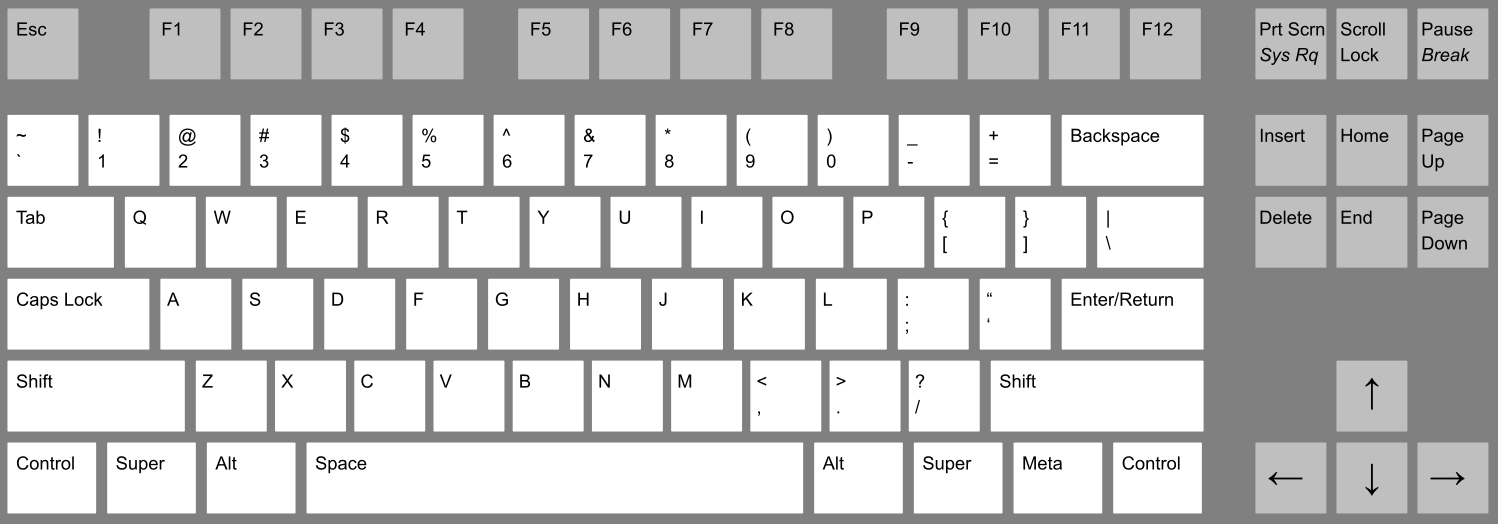 Esc F1 F2 F3 F4 F5 F6 F7 F8 F9 F10 F11 F12 Prt Scrn Scroll Pause
Sys Rq Lock Break
~ ! @ # $ % ^ & * ( ) _ + Backspace Insert Home Page
` 1 2 3 4 5 6 7 8 9 0 - = Up
Tab Q W E R T Y U I O P { } | Delete End Page
[ ] \ Down
Caps Lock A S D F G H J K L : “ Enter/Return
; ‘
Shift Z X C V B N M < > ? Shift ↑
, . /
Control Super Alt Space Alt Super Meta Control ← ↓ →